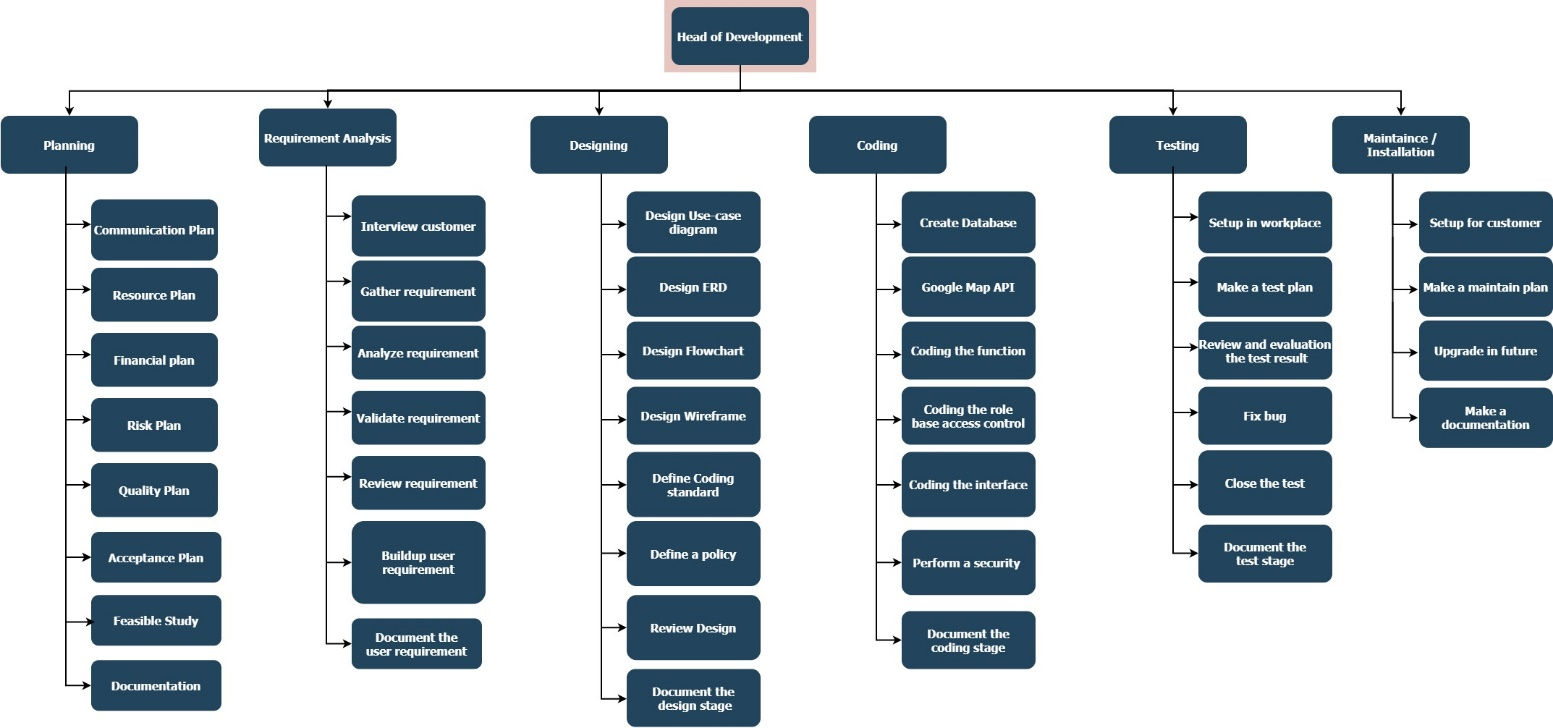 Head of Development
Planning
Requirement Analysis
Designing
Coding
Testing
Maintaince /
Installation
Communication Plan
Resource Plan
Financial plan
Risk Plan
Quality Plan
Acceptance Plan
Feasible Study
Documentation
Interview customer
Gather requirement
Analyze requirement
Validate requirement
Review requirement
Buildup user
requirement
Document the
user requirement
Design Use-case
diagram
Design ERD
Design Flowchart
Design Wireframe
Define Coding
standard
Define a policy
Review Design
Document the
design stage
Create Database
Google Map API
Coding the function
Coding the role
base access control
Coding the interface
Perform a security
Document the
coding stage
Setup in workplace
Make a test plan
Review and evaluation
the test result
Fix bug
Close the test
Document the
test stage
Setup for customer
Make a maintain plan
Upgrade in future
Make a
documentation